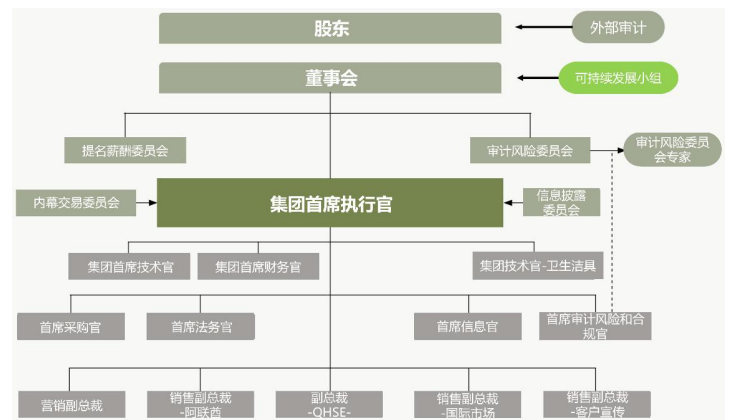 股东
外部审计
董事会
可持续发展小组
提名薪酬委员会
审计风险委员会
审计风险委员
会专家
内幕交易委员会
集团首席执行官
信息披露
委员会
集团首席技术官
集团首席财务官
集团技术官-卫生洁具
首席采购官
首席法务官
首席信息官
首席审计风险和合
规官
营销副总裁
销售副总裁
-阿联酋
副总裁
-QHSE-
销售副总裁
-国际市场
销售副总裁
-客户宣传